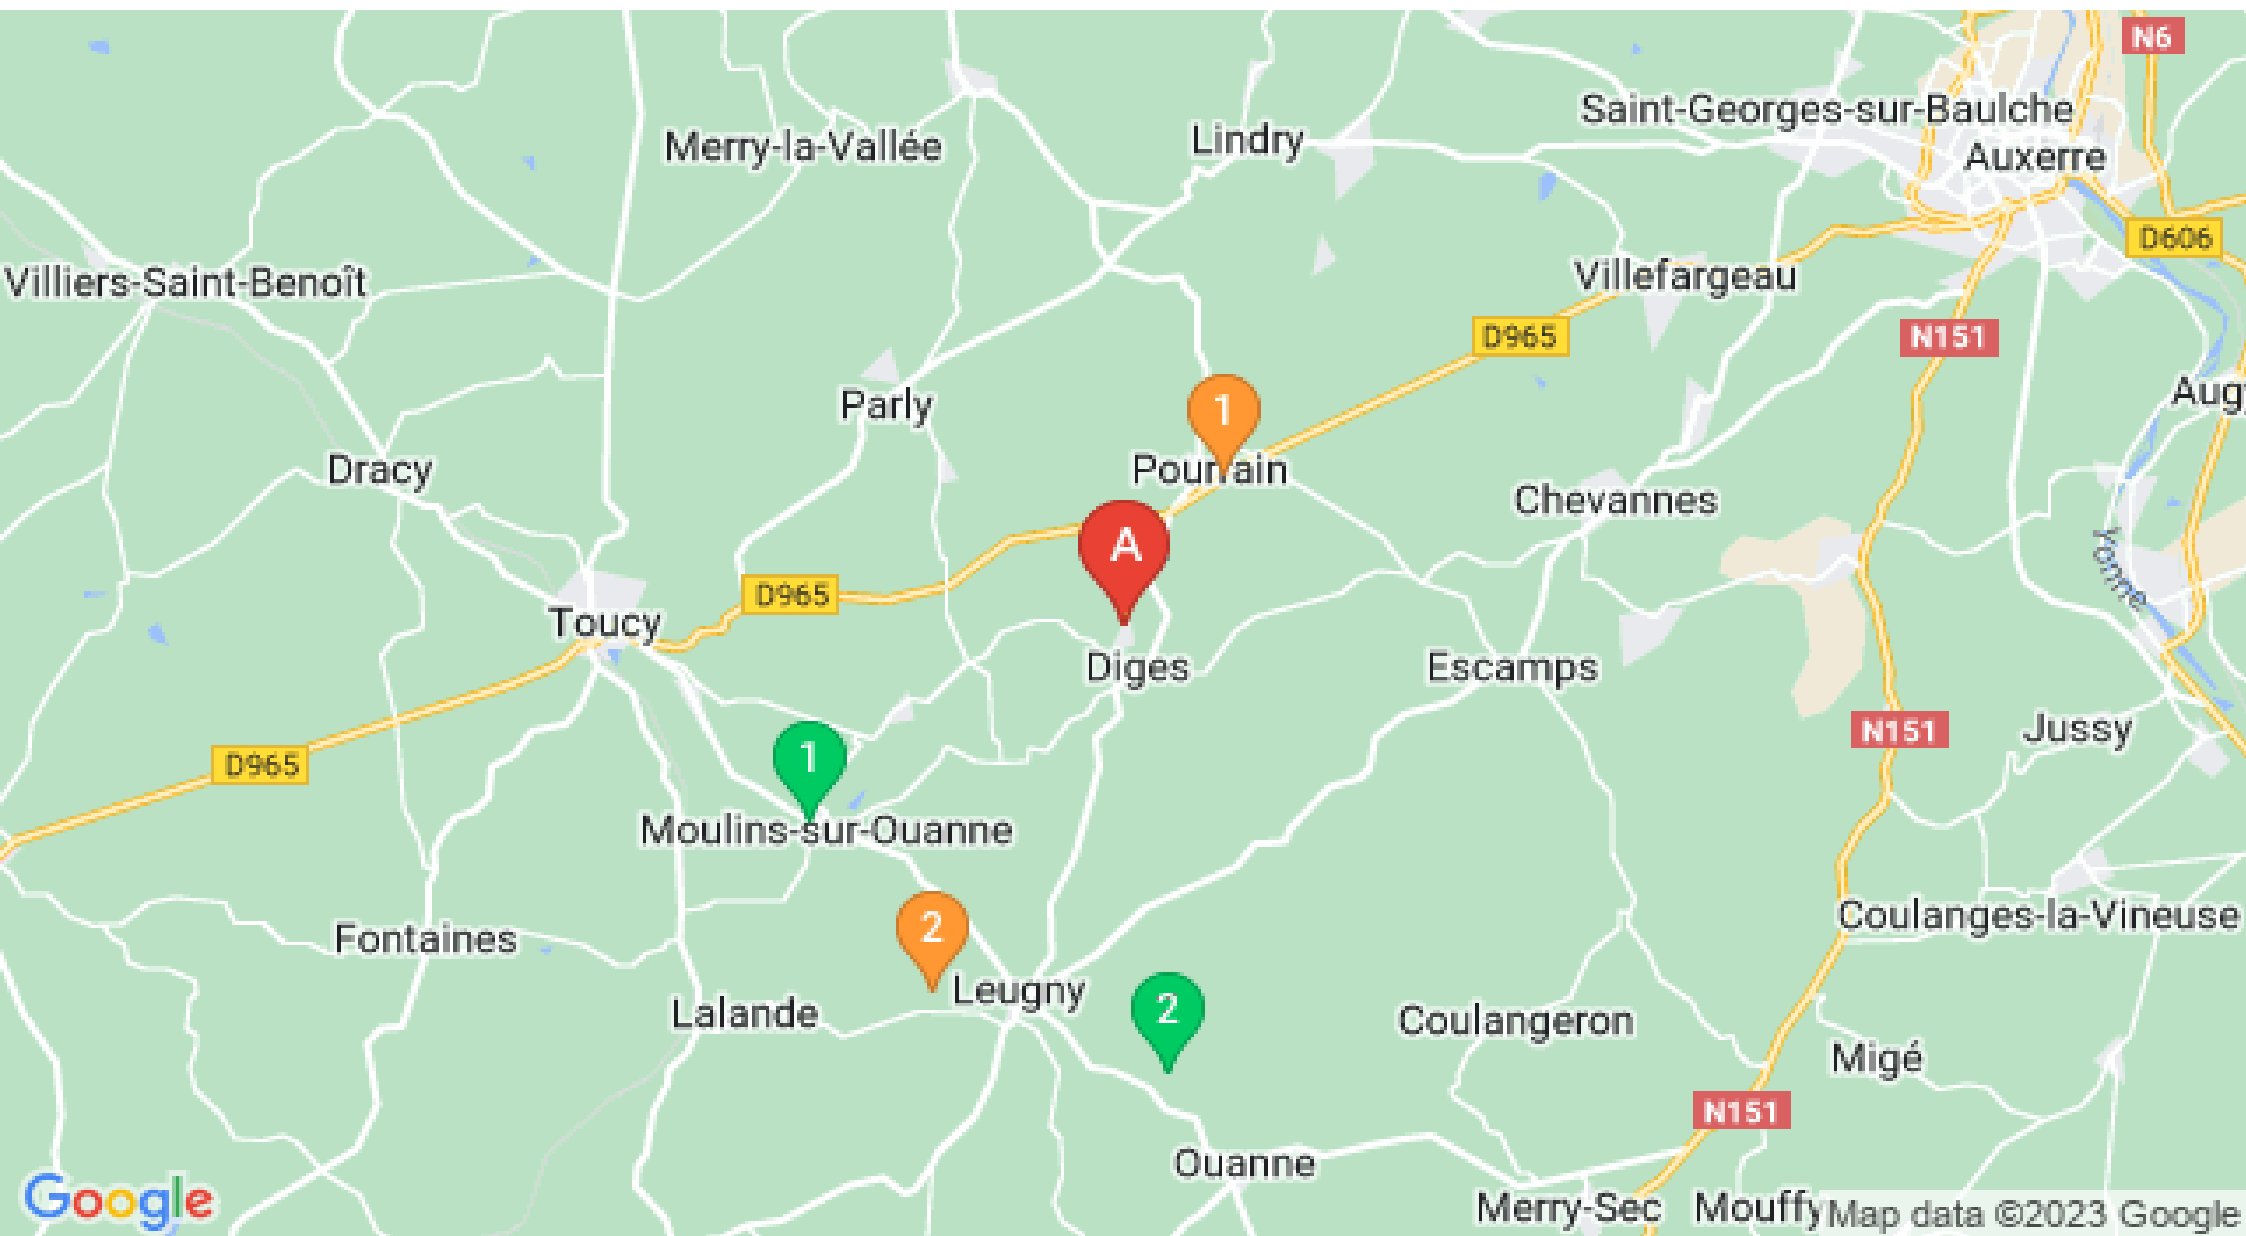 N6
Saint-Georges-sur-Baulche
Merry-la-Vallée
Lindry
Auxerre
D606
Villiers-Saint-Benoît
Villefargeau
D965
N151
Parly
1
Dracy
Pourrain
Chevannes
A
Yonne
D965
Toucy
Diges
Escamps
N151
Jussy
1
D965
Moulins-sur-Ouanne
2
Coulanges-la-Vineuse
Fontaines
Leugny
2
Lalande
Coulangeron
Migé
N151
Ouanne
Google
Merry-Sec
Mouffy
Map data ©2023 Google